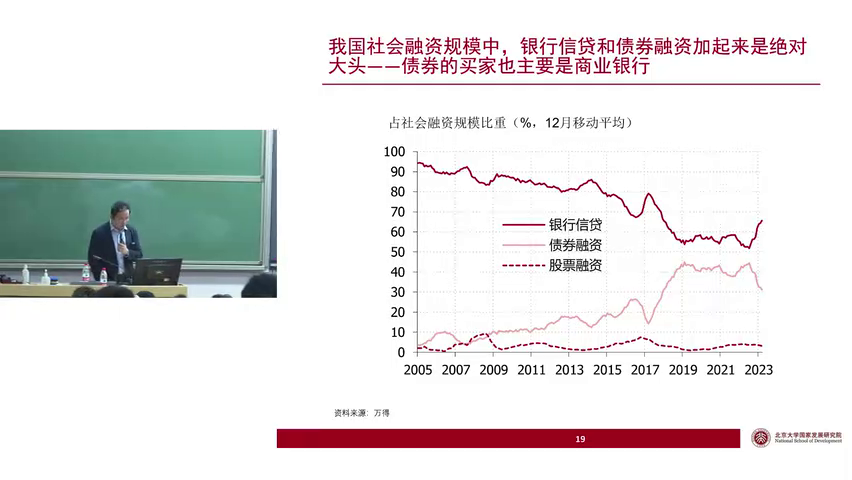 我国社会融资规模中，银行信贷和债券融资加起来是绝对
大头——债券的买家也主要是商业银行
占社会融资规模比重（%，12月移动平均）
100
90
80
70
60
50
40
30
20
10
0
银行信贷
债券融资
股票融资
2005 2007 2009 2011 2013 2015 2017 2019 2021 2023
资料来源：万得
19
北京大学国家发展研究院
National School of Development